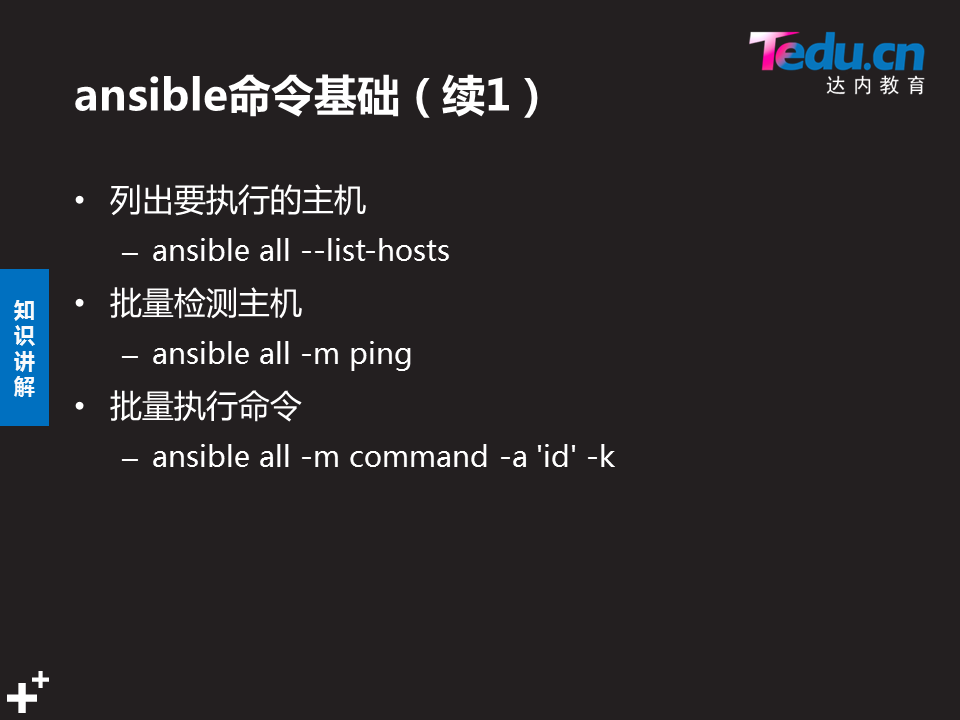 Tedu.cn
达内教育
ansible命令基础（续1）
• 列出要执行的主机
– ansible all --list-hosts
• 批量检测主机
– ansible all -m ping
• 批量执行命令
– ansible all -m command -a 'id' -k
知识讲解